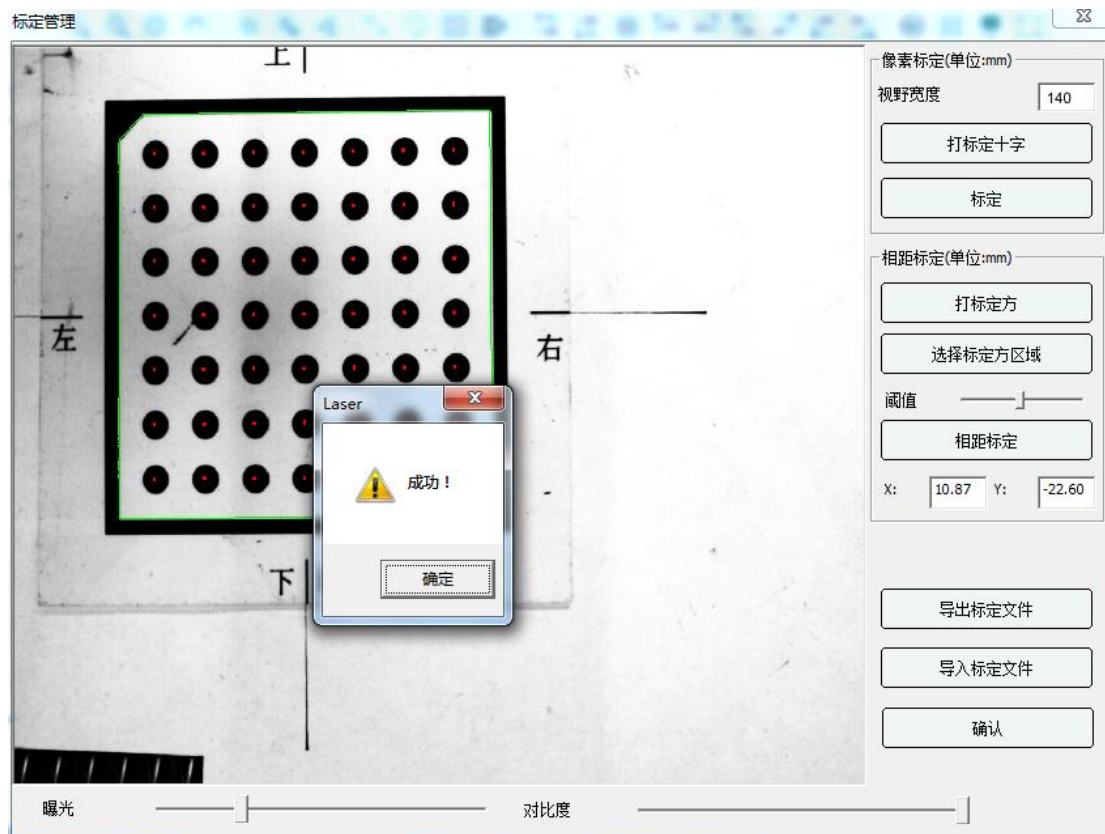 标定管理
上
左
右
下
Laser
成功！
确定
像素标定(单位:mm)
视野宽度 140
打标定十字
标定
相距标定(单位:mm)
打标定方
选择标定方区域
阈值
相距标定
X: 10.87 Y: -22.60
导出标定文件
导入标定文件
确认
曝光 对比度